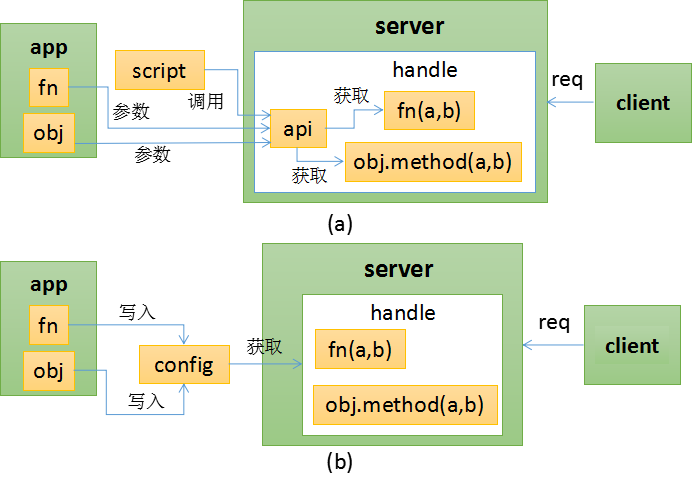 server
app
script
handle
fn
调用
获取
req
参数
fn(a,b)
client
api
obj
参数
获取
obj.method(a,b)
(a)
server
app
handle
fn
写入
req
获取
fn(a,b)
client
config
obj
写入
obj.method(a,b)
(b)